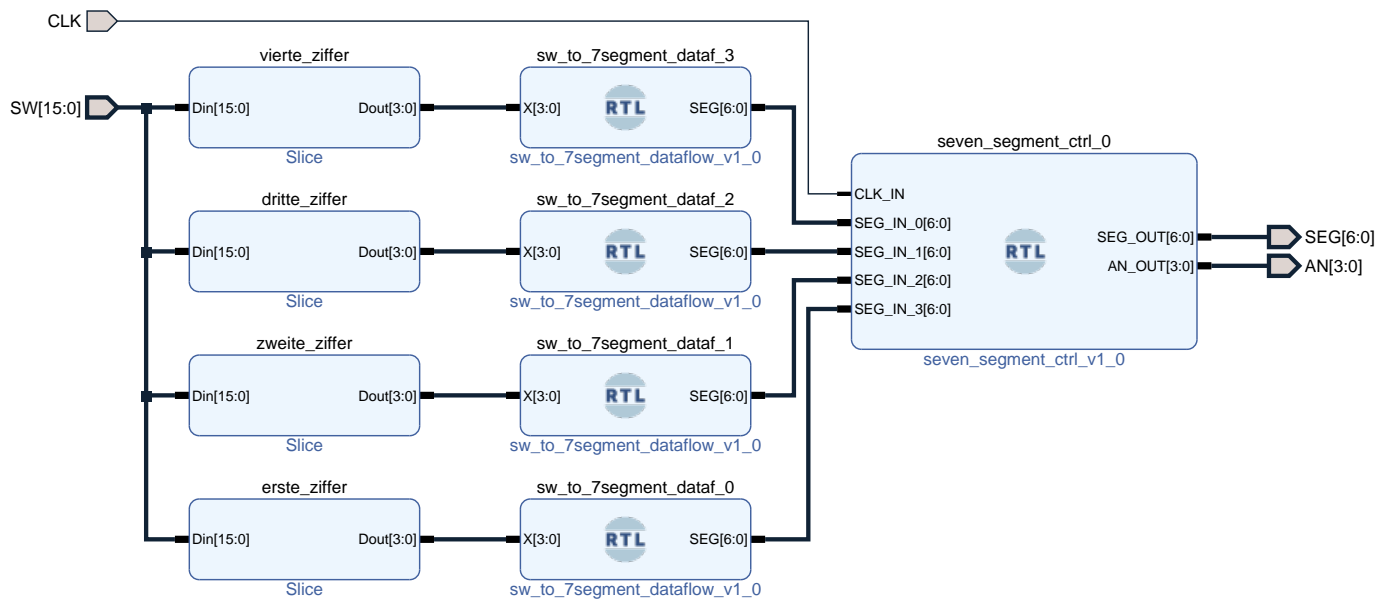 CLK
vierte_ziffer
sw_to_7segment_dataf_3
SW[15:0]
Din[15:0]
Dout[3:0]
X[3:0]
RTL
SEG[6:0]
Slice
sw_to_7segment_dataflow_v1_0
dritte_ziffer
sw_to_7segment_dataf_2
Din[15:0]
Dout[3:0]
X[3:0]
RTL
SEG[6:0]
Slice
sw_to_7segment_dataflow_v1_0
zweite_ziffer
sw_to_7segment_dataf_1
Din[15:0]
Dout[3:0]
X[3:0]
RTL
SEG[6:0]
Slice
sw_to_7segment_dataflow_v1_0
erste_ziffer
sw_to_7segment_dataf_0
Din[15:0]
Dout[3:0]
X[3:0]
RTL
SEG[6:0]
Slice
sw_to_7segment_dataflow_v1_0
seven_segment_ctrl_0
CLK_IN
SEG_IN_0[6:0]
SEG_IN_1[6:0]
SEG_IN_2[6:0]
SEG_IN_3[6:0]
RTL
SEG_OUT[6:0]
AN_OUT[3:0]
seven_segment_ctrl_v1_0
SEG[6:0]
AN[3:0]